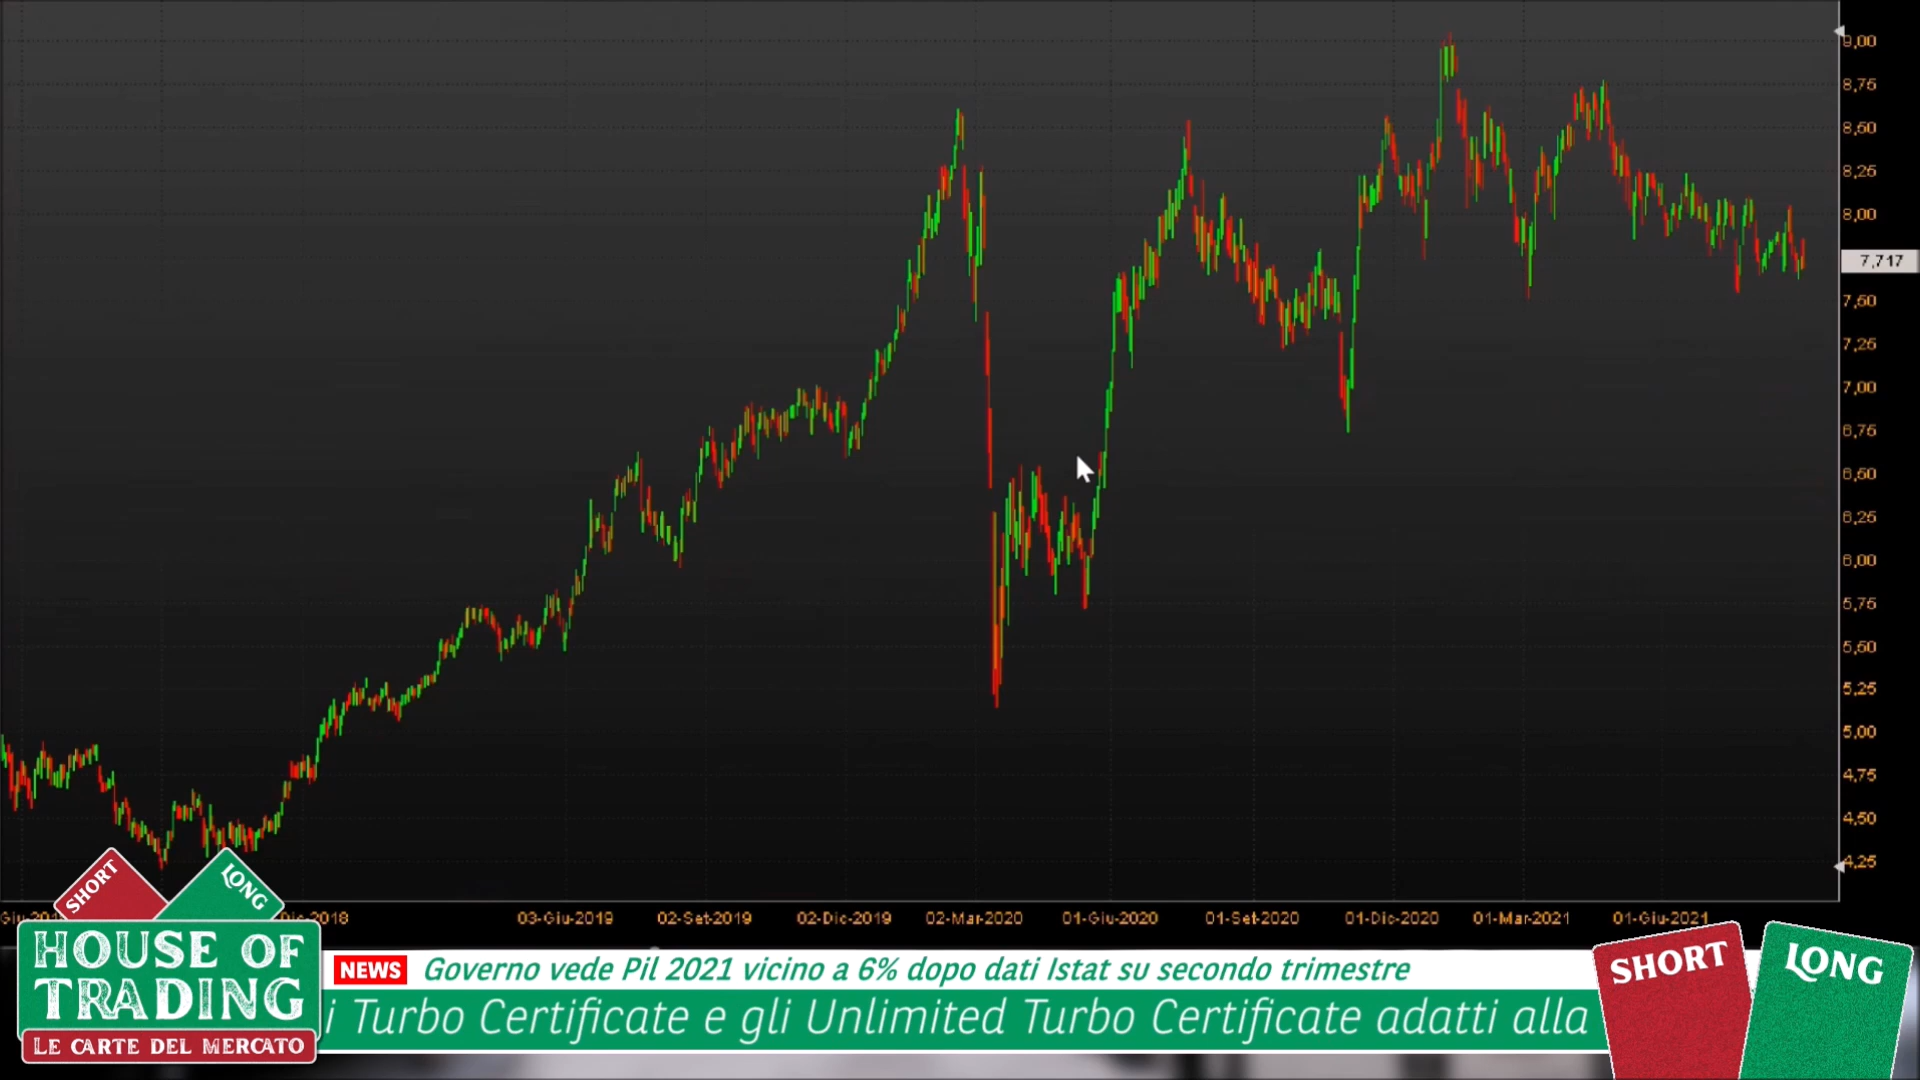 9,00
8,75
8,50
8,25
8,00
7,717
7,50
7,25
7,00
6,75
6,50
6,25
6,00
5,75
5,50
5,25
5,00
4,75
4,50
4,25
Dic-2018 03-Giu-2019 02-Set-2019 02-Dic-2019 02-Mar-2020 01-Giu-2020 01-Set-2020 01-Dic-2020 01-Mar-2021 01-Giu-2021
SHORT LONG
HOUSE OF
TRADING
LE CARTE DEL MERCATO
NEWS Governo vede Pil 2021 vicino a 6% dopo dati Istat su secondo trimestre
i Turbo Certificate e gli Unlimited Turbo Certificate adatti alla
SHORT LONG